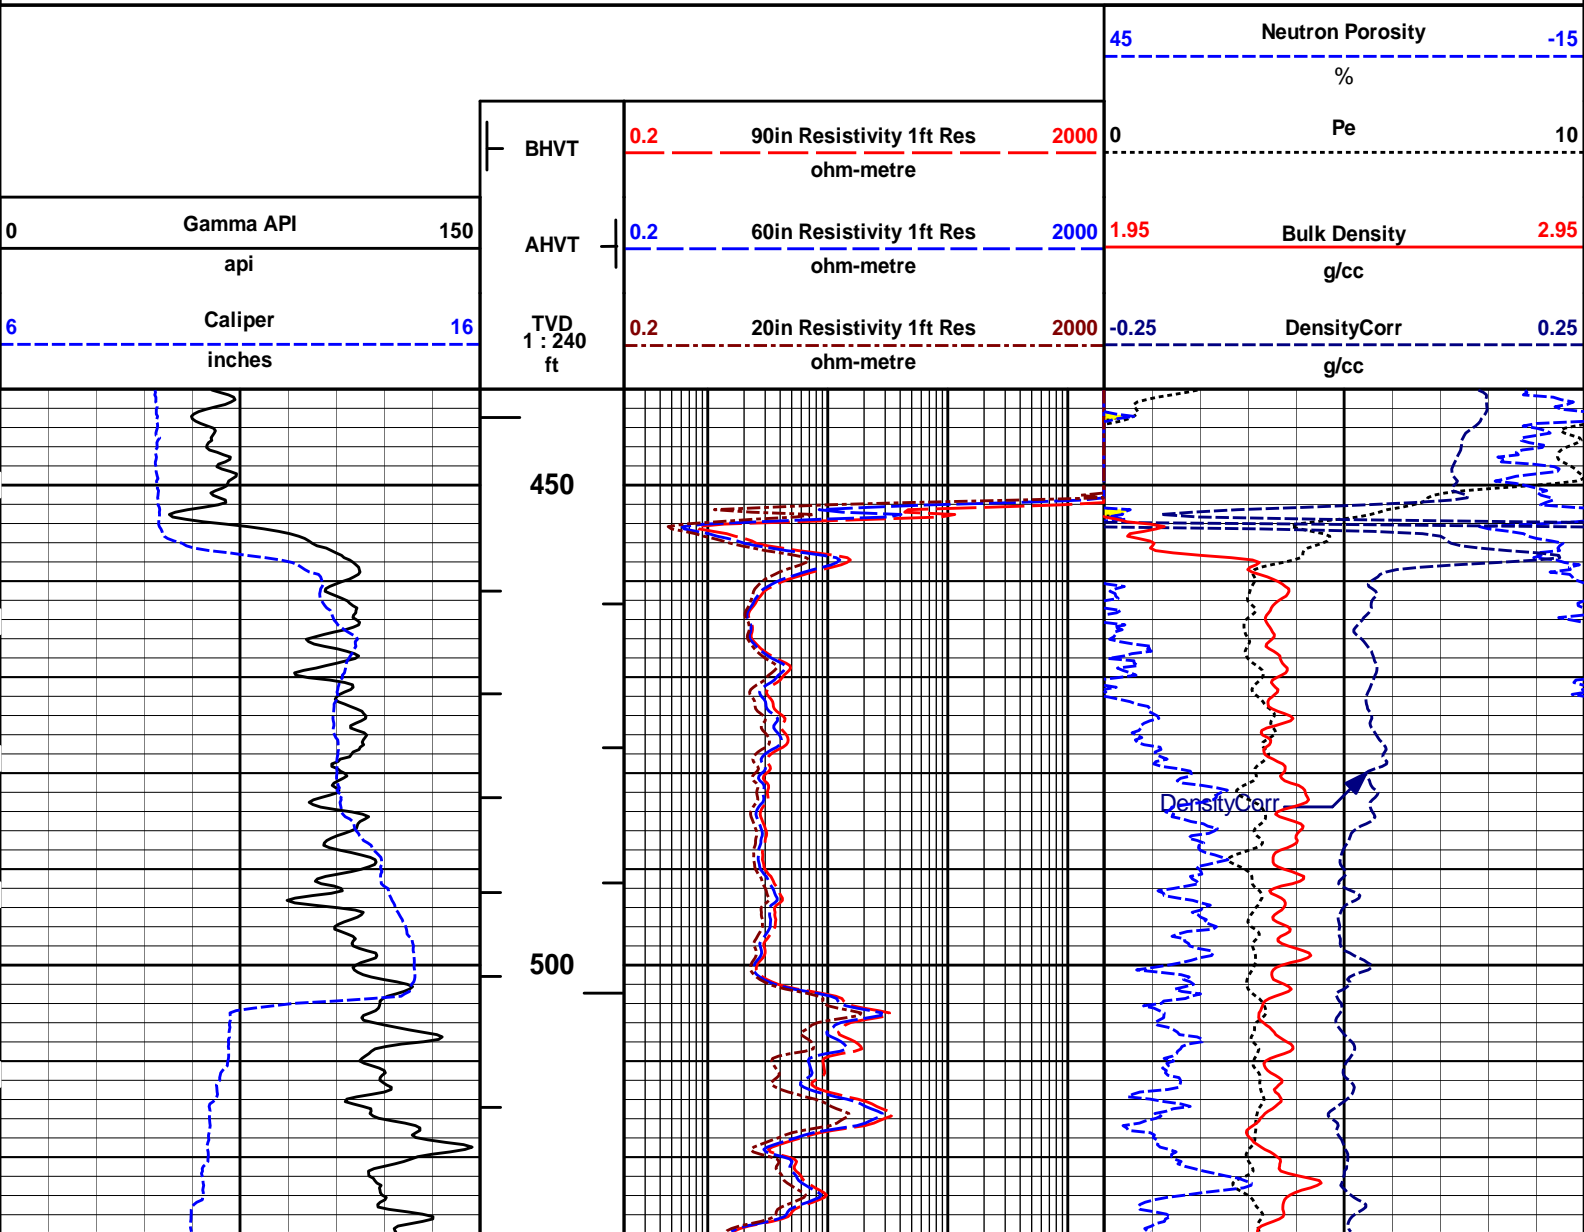 45 Neutron Porosity -15
%
0 Pe 10
1.95 Bulk Density 2.95
g/cc
-0.25 DensityCorr 0.25
g/cc
BHVT
AHVT
TVD
1 : 240
ft
0.2 90in Resistivity 1ft Res 2000
ohm-metre
0.2 60in Resistivity 1ft Res 2000
ohm-metre
0.2 20in Resistivity 1ft Res 2000
ohm-metre
0 Gamma API 150
api
6 Caliper 16
inches
450
DensityCorr
500